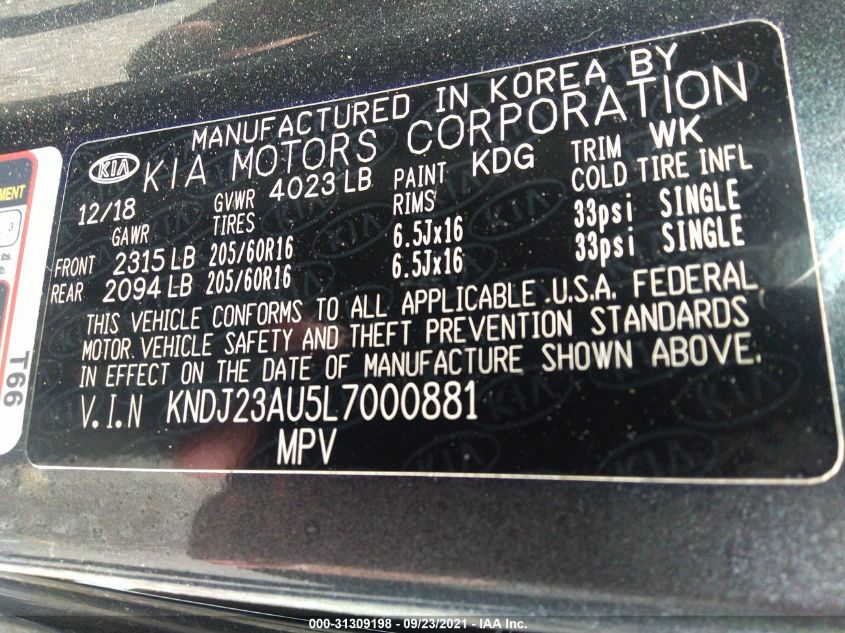 MANUFACTURED IN KOREA BY
KIA KIA MOTORS CORPORATION
12/18 GVWR 4023 LB PAINT KDG TRIM WK
GAWR TIRES RIMS COLD TIRE INFL
FRONT 2315 LB 205/60R16 6.5Jx16 33psi SINGLE
REAR 2094 LB 205/60R16 6.5Jx16 33psi SINGLE
THIS VEHICLE CONFORMS TO ALL APPLICABLE .U.S.A. FEDERAL
MOTOR. VEHICLE SAFETY AND THEFT PREVENTION STANDARDS
IN EFFECT ON THE DATE OF MANUFACTURE SHOWN ABOVE.
V.I.N KNDJ23AU5L7000881
MPV
3
T66
000-31309198 - 09/23/2021 - IAA Inc.